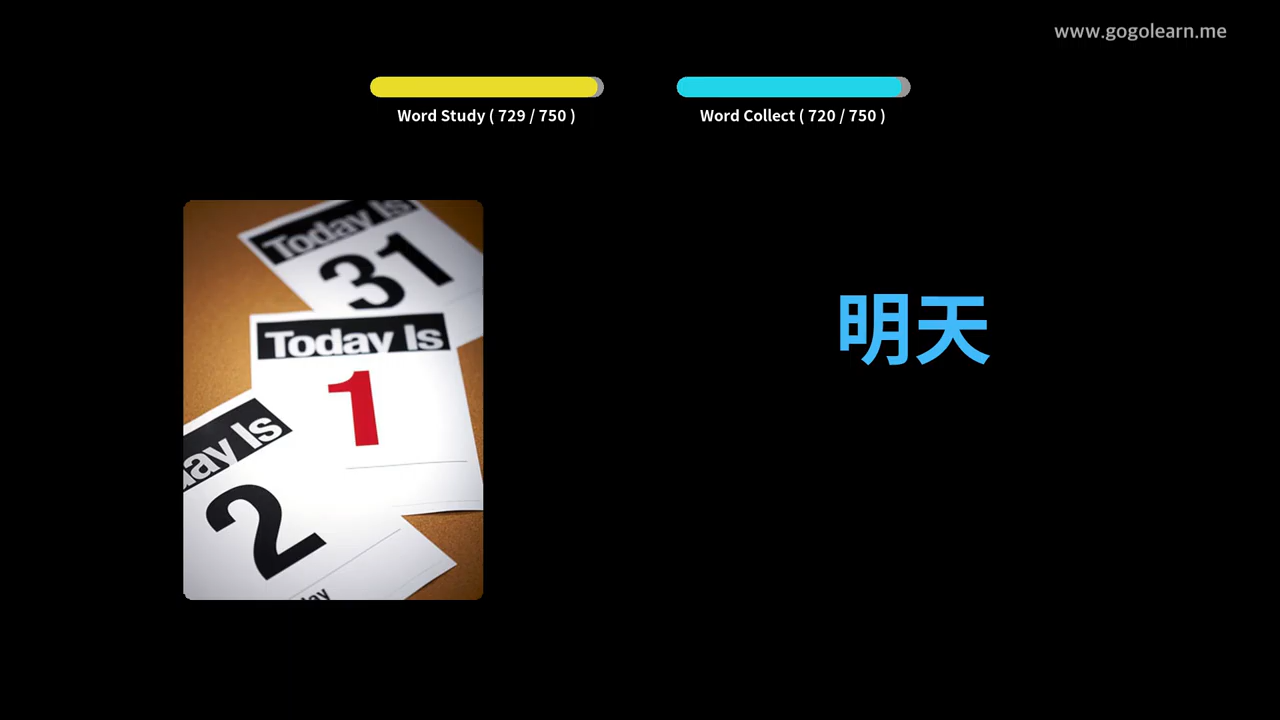 www.gogolearn.me
Word Study ( 729 / 750 )
Word Collect ( 720 / 750 )
Today Is
31
Today Is
1
ay Is
2
day
明天